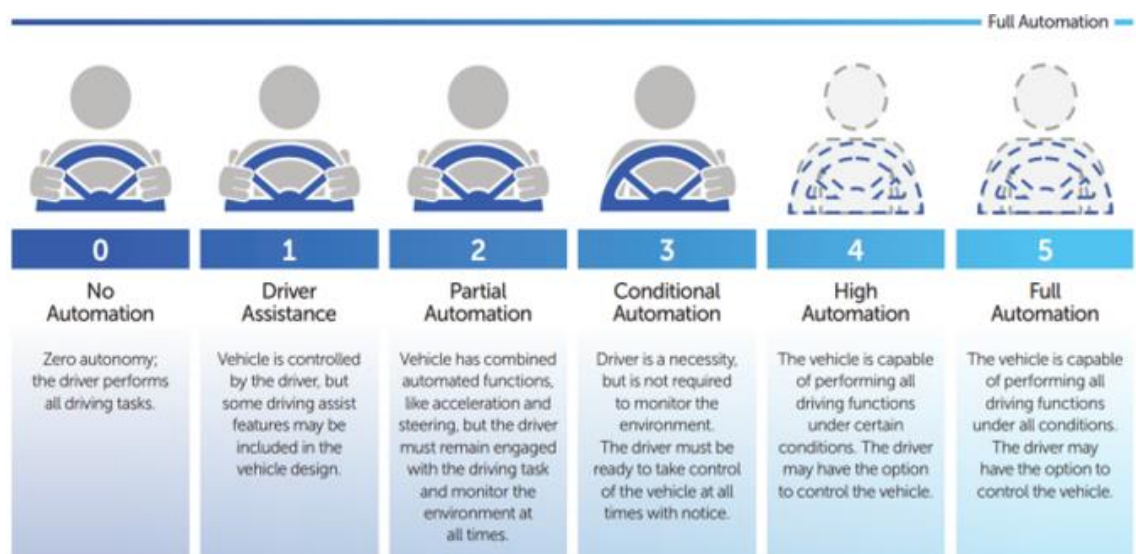 Full Automation
0
No
Automation
Zero autonomy;
the driver performs
all driving tasks.
1
Driver
Assistance
Vehicle is controlled
by the driver, but
some driving assist
features may be
included in the
vehicle design.
2
Partial
Automation
Vehicle has combined
automated functions,
like acceleration and
steering, but the driver
must remain engaged
with the driving task
and monitor the
environment at
all times.
3
Conditional
Automation
Driver is a necessity,
but is not required
to monitor the
environment.
The driver must be
ready to take control
of the vehicle at all
times with notice.
4
High
Automation
The vehicle is capable
of performing all
driving functions
under certain
conditions. The driver
may have the option
to control the vehicle.
5
Full
Automation
The vehicle is capable
of performing all
driving functions
under all conditions.
The driver may
have the option to
control the vehicle.